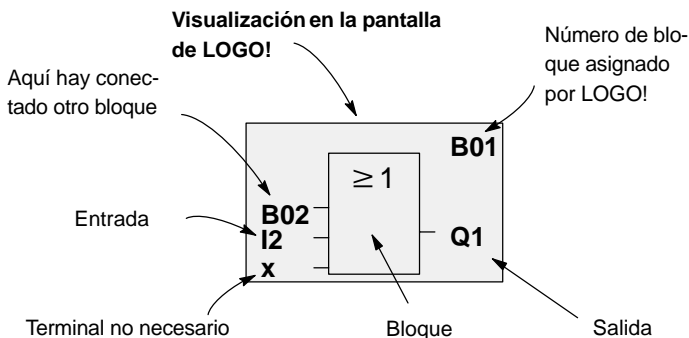 Visualización en la pantalla
de LOGO!
Número de blo-
que asignado
por LOGO!
Aquí hay conec-
tado otro bloque
B01
≥ 1
B02
Entrada
I2
Q1
x
Terminal no necesario
Bloque
Salida